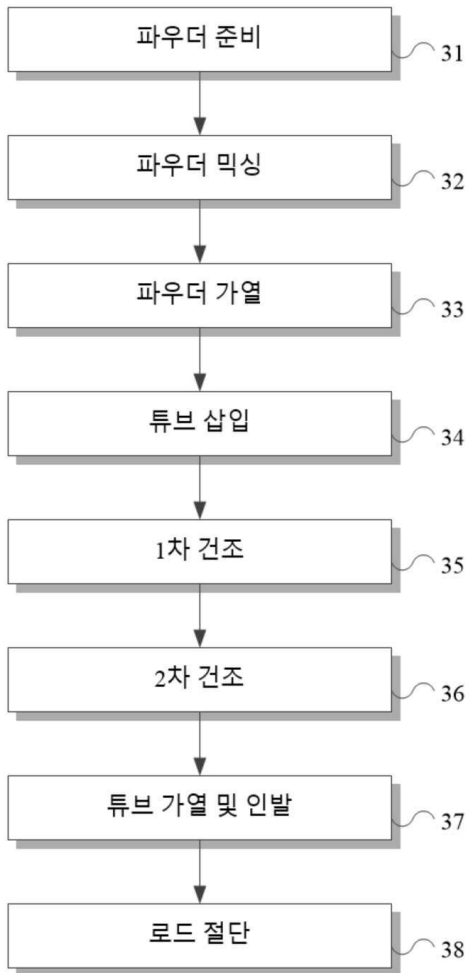 파우더 준비
31
파우더 믹싱
32
파우더 가열
33
튜브 삽입
34
1차 건조
35
2차 건조
36
튜브 가열 및 인발
37
로드 절단
38